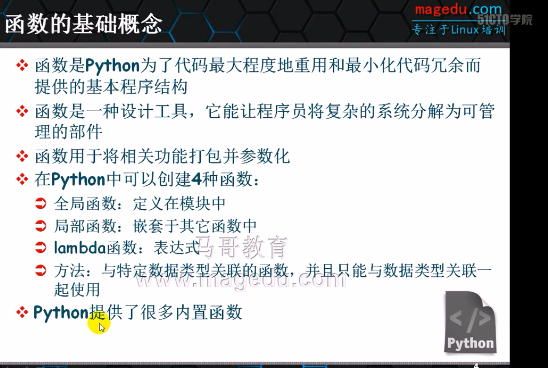 函数的基础概念
magedu.com
51CTO学院
专注于Linux培训
函数是Python为了代码最大程度地重用和最小化代码冗余而
提供的基本程序结构
函数是一种设计工具，它能让程序员将复杂的系统分解为可管
理的部件
函数用于将相关功能打包并参数化
在Python中可以创建4种函数：
全局函数：定义在模块中
局部函数：嵌套于其它函数中
lambda函数：表达式
马哥教育
方法：与特定数据类型关联的函数，并且只能与数据类型关联一
起使用
www.magedu.com
Python提供了很多内置函数
</>
Python
4